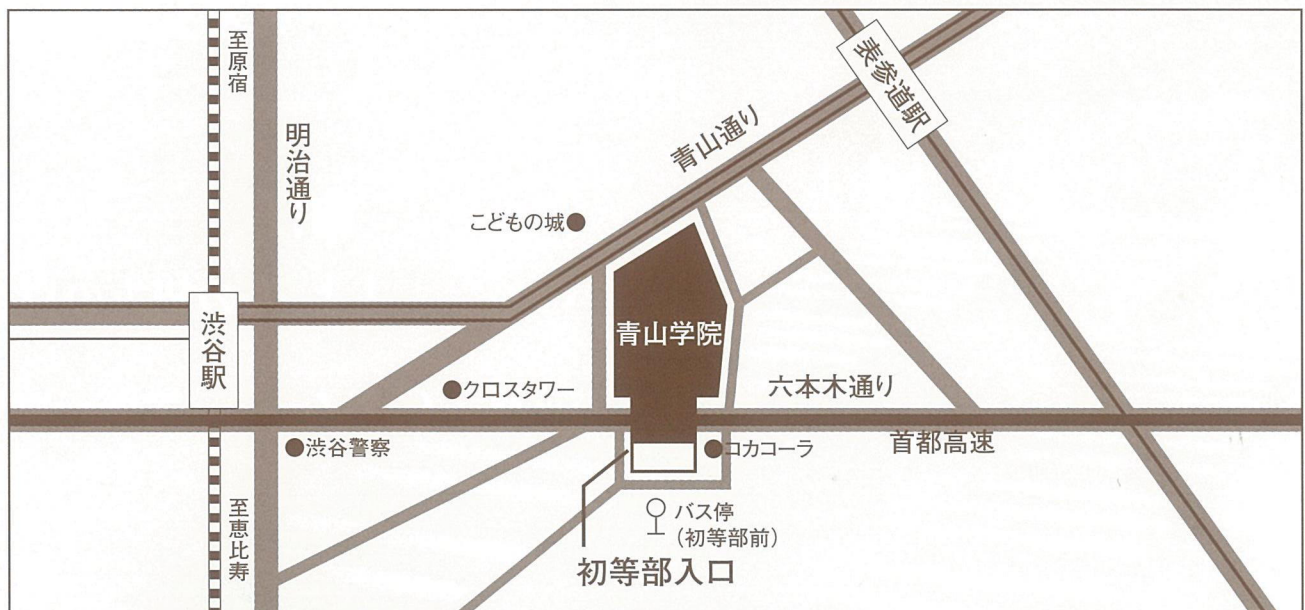 至原宿
明治通り
表参道駅
青山通り
こどもの城
渋谷駅
青山学院
クロスタワー
六本木通り
渋谷警察
コカコーラ
首都高速
至恵比寿
バス停
(初等部前)
初等部入口